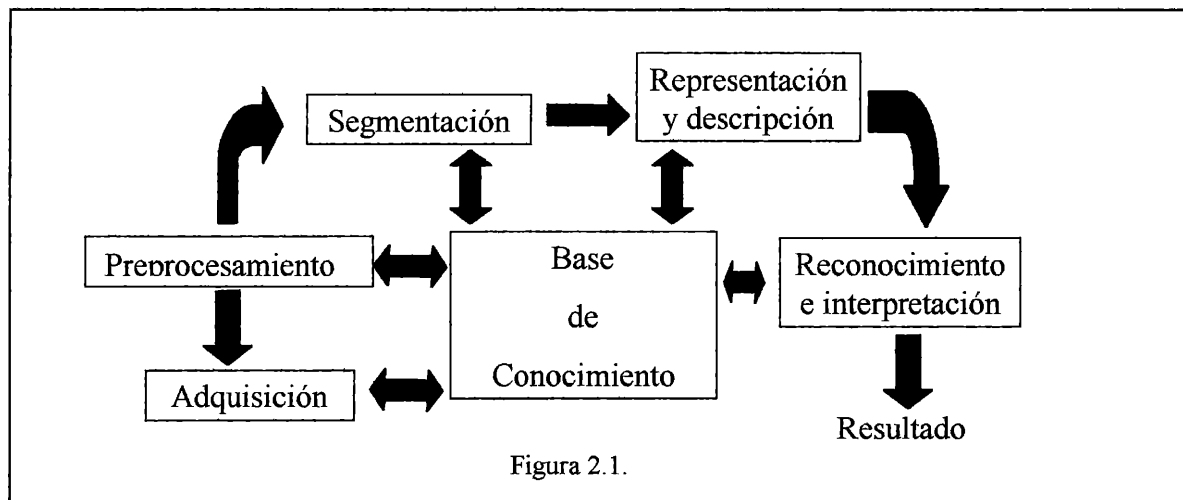 Segmentación
Representación
y descripción
Preprocesamiento
Base
de
Conocimiento
Reconocimiento
e interpretación
Adquisición
Resultado
Figura 2.1.